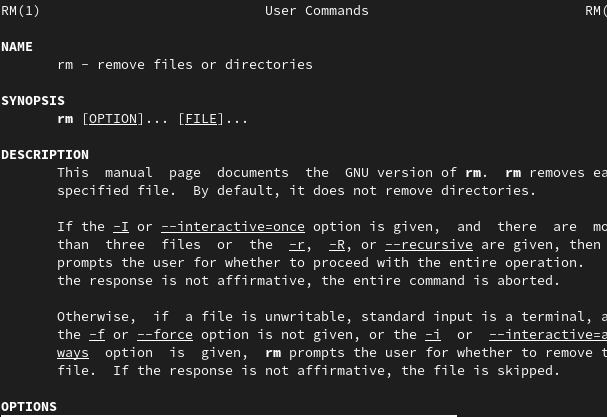 RM(1) User Commands RM(
NAME
rm - remove files or directories
SYNOPSIS
rm [OPTION]... [FILE]...
DESCRIPTION
This manual page documents the GNU version of rm. rm removes ea
specified file. By default, it does not remove directories.
If the -I or --interactive=once option is given, and there are mo
than three files or the -r, -R, or --recursive are given, then
prompts the user for whether to proceed with the entire operation.
the response is not affirmative, the entire command is aborted.
Otherwise, if a file is unwritable, standard input is a terminal, a
the -f or --force option is not given, or the -i or --interactive=a
ways option is given, rm prompts the user for whether to remove t
file. If the response is not affirmative, the file is skipped.
OPTIONS